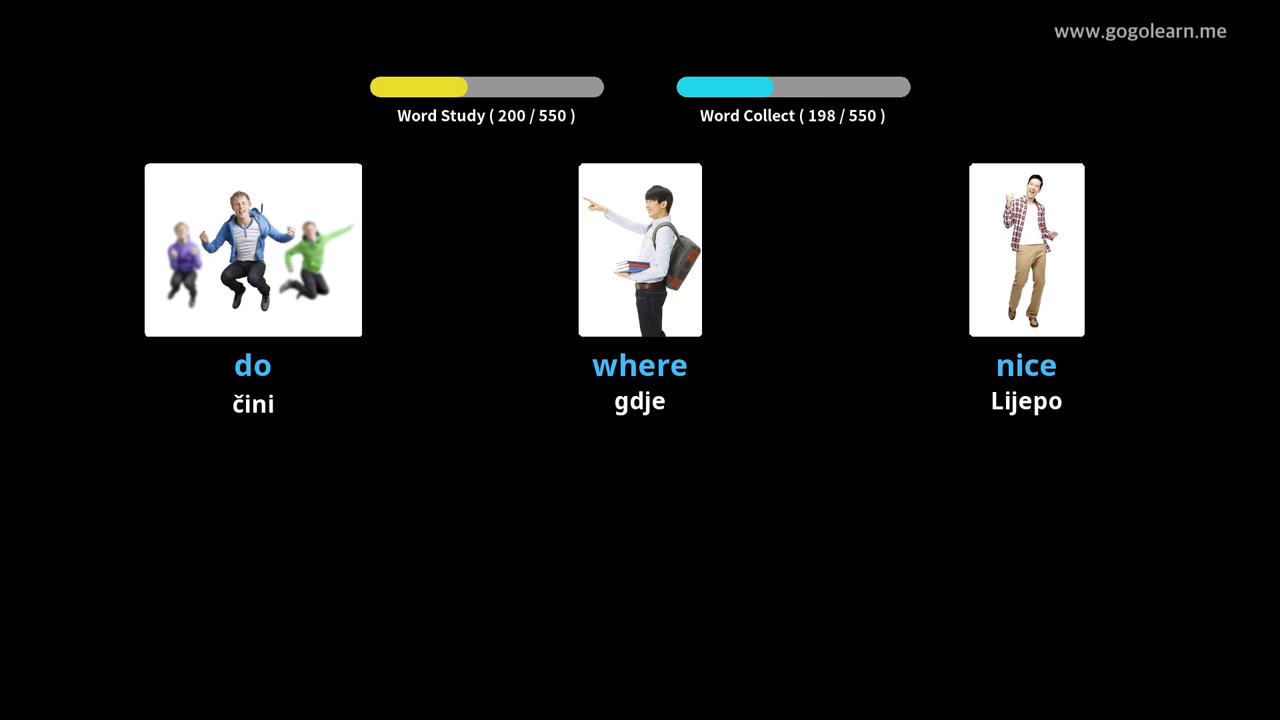 www.gogolearn.me
Word Study ( 200 / 550 )
Word Collect ( 198 / 550 )
do
where
nice
čini
gdje
Lijepo